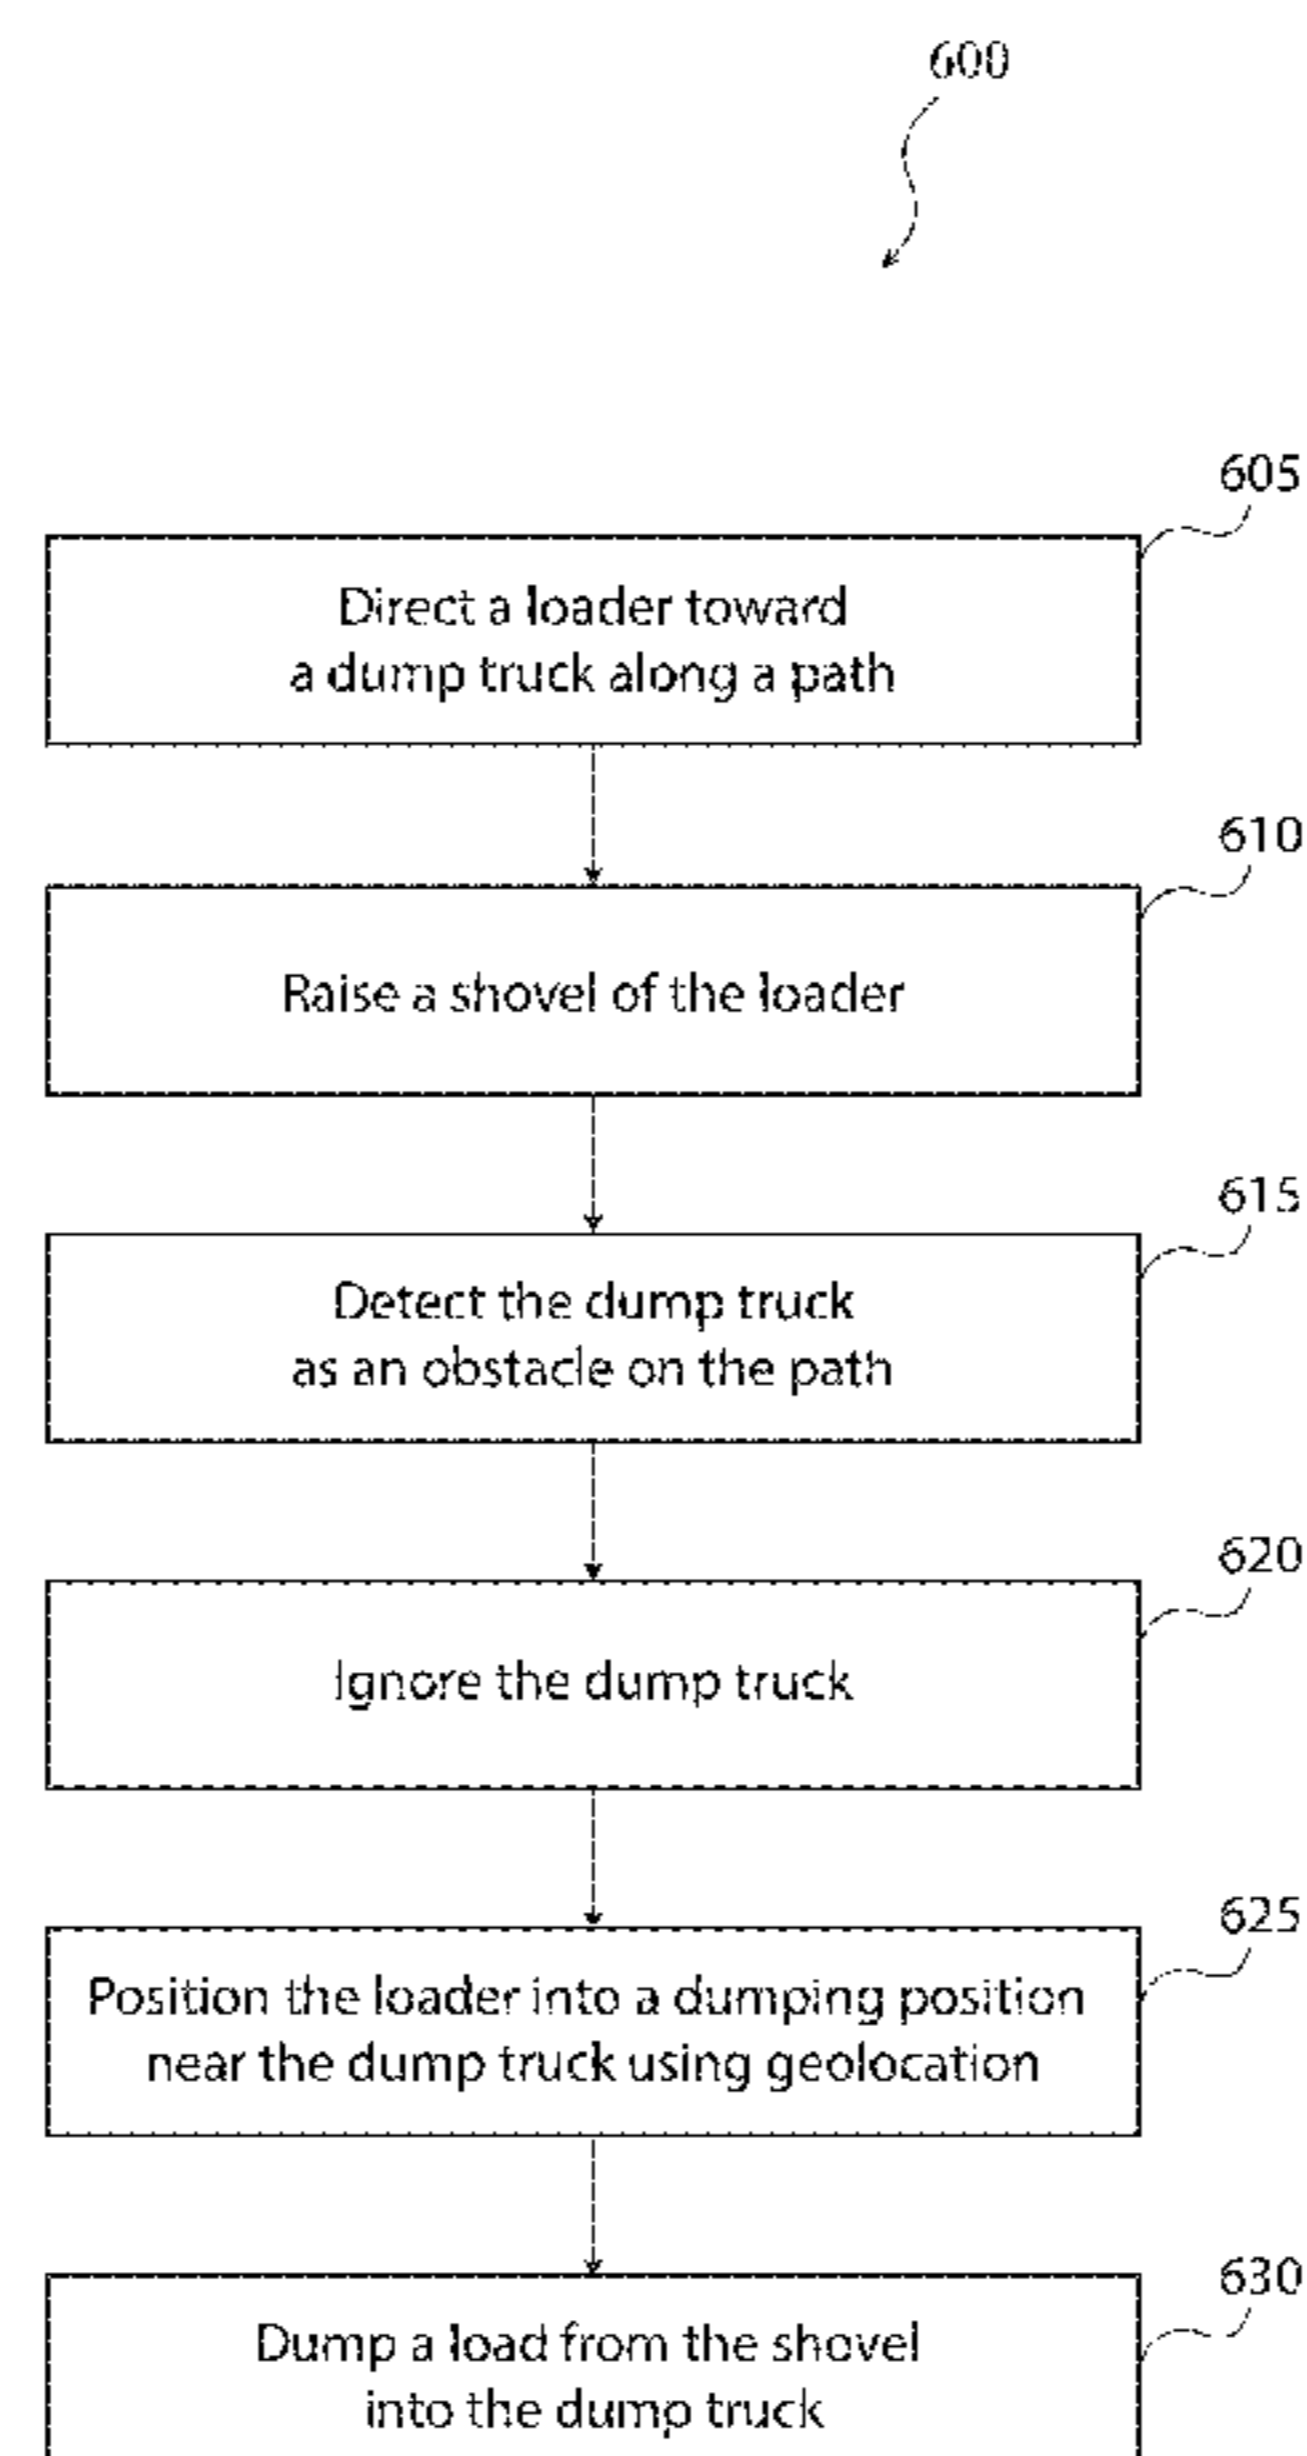 600
605
Direct a loader toward
a dump truck along a path
610
Raise a shovel of the loader
615
Detect the dump truck
as an obstacle on the path
620
Ignore the dump truck
625
Position the loader into a dumping position
near the dump truck using geolocation
630
Dump a load from the shovel
into the dump truck